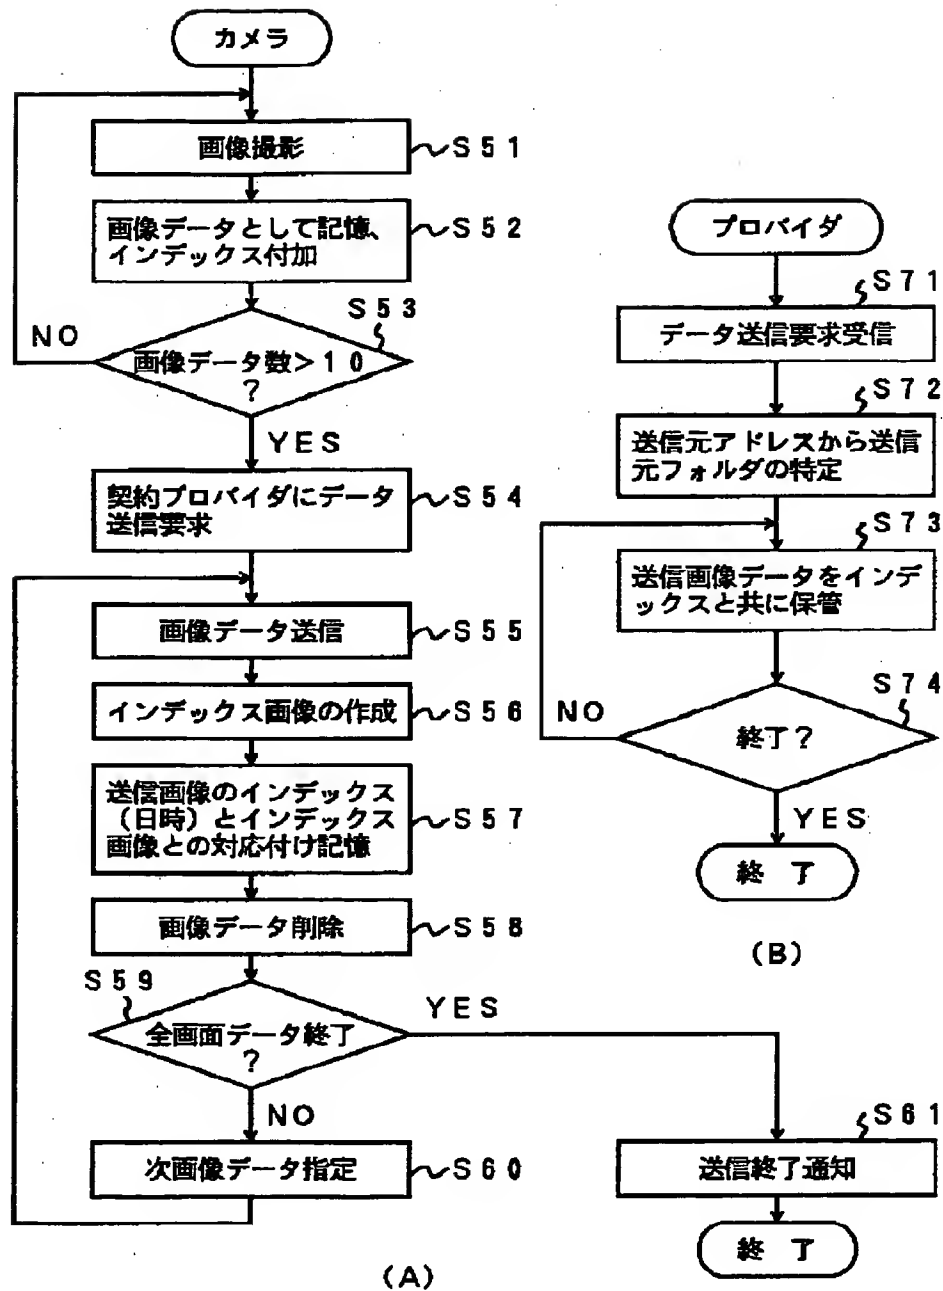 カメラ
画像撮影
S51
画像データとして記憶、
インデックス付加
S52
S53
NO
画像データ数>10
?
YES
契約プロバイダにデータ
送信要求
S54
画像データ送信
S55
インデックス画像の作成
S56
送信画像のインデックス
(日時)とインデックス
画像との対応付け記憶
S57
画像データ削除
S58
S59
YES
全画面データ終了
?
NO
次画像データ指定
S60
S61
送信終了通知
終 了
(A)
プロバイダ
S71
データ送信要求受信
S72
送信元アドレスから送信
元フォルダの特定
S73
送信画像データをインデ
ックスと共に保管
S74
NO
終了?
YES
終 了
(B)